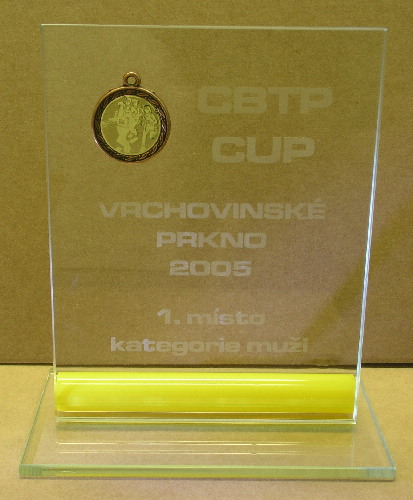 CBTP
CUP
VRCHOVINSKÉ
PRKNO
2005
1. místo
kategorie muži